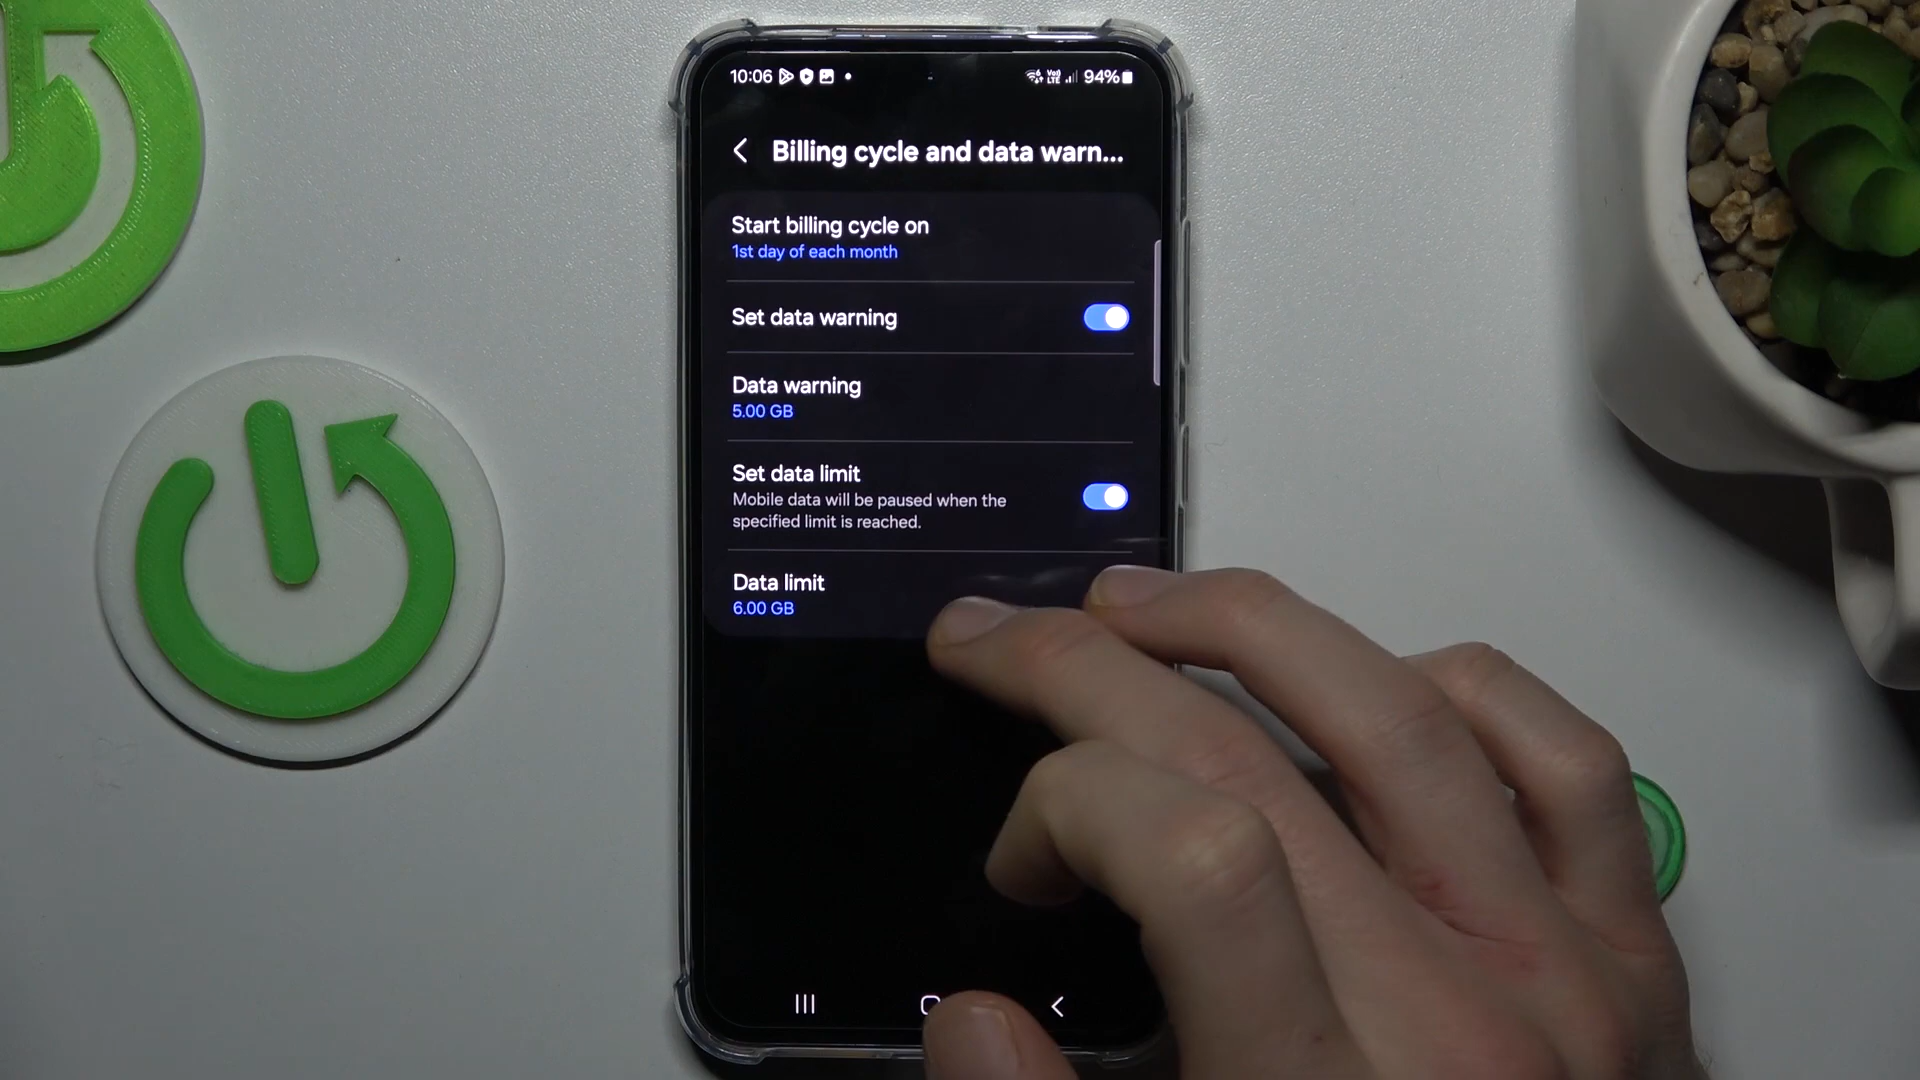 10:06 94%
Billing cycle and data warn...
Start billing cycle on
1st day of each month
Set data warning
Data warning
5.00 GB
Set data limit
Mobile data will be paused when the
specified limit is reached.
Data limit
6.00 GB